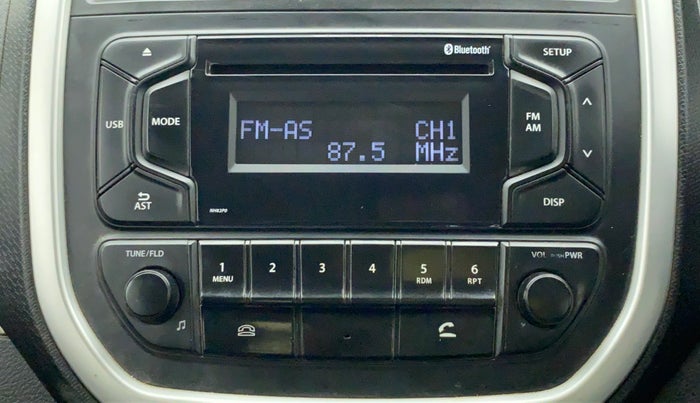 Bluetooth®
SETUP
USB
MODE
FM-AS CH1
87.5 MHz
FM
AM
AST
DISP
TUNE/FLD
VOL PUSH PWR
1 2 3 4 5 6
MENU RDM RPT